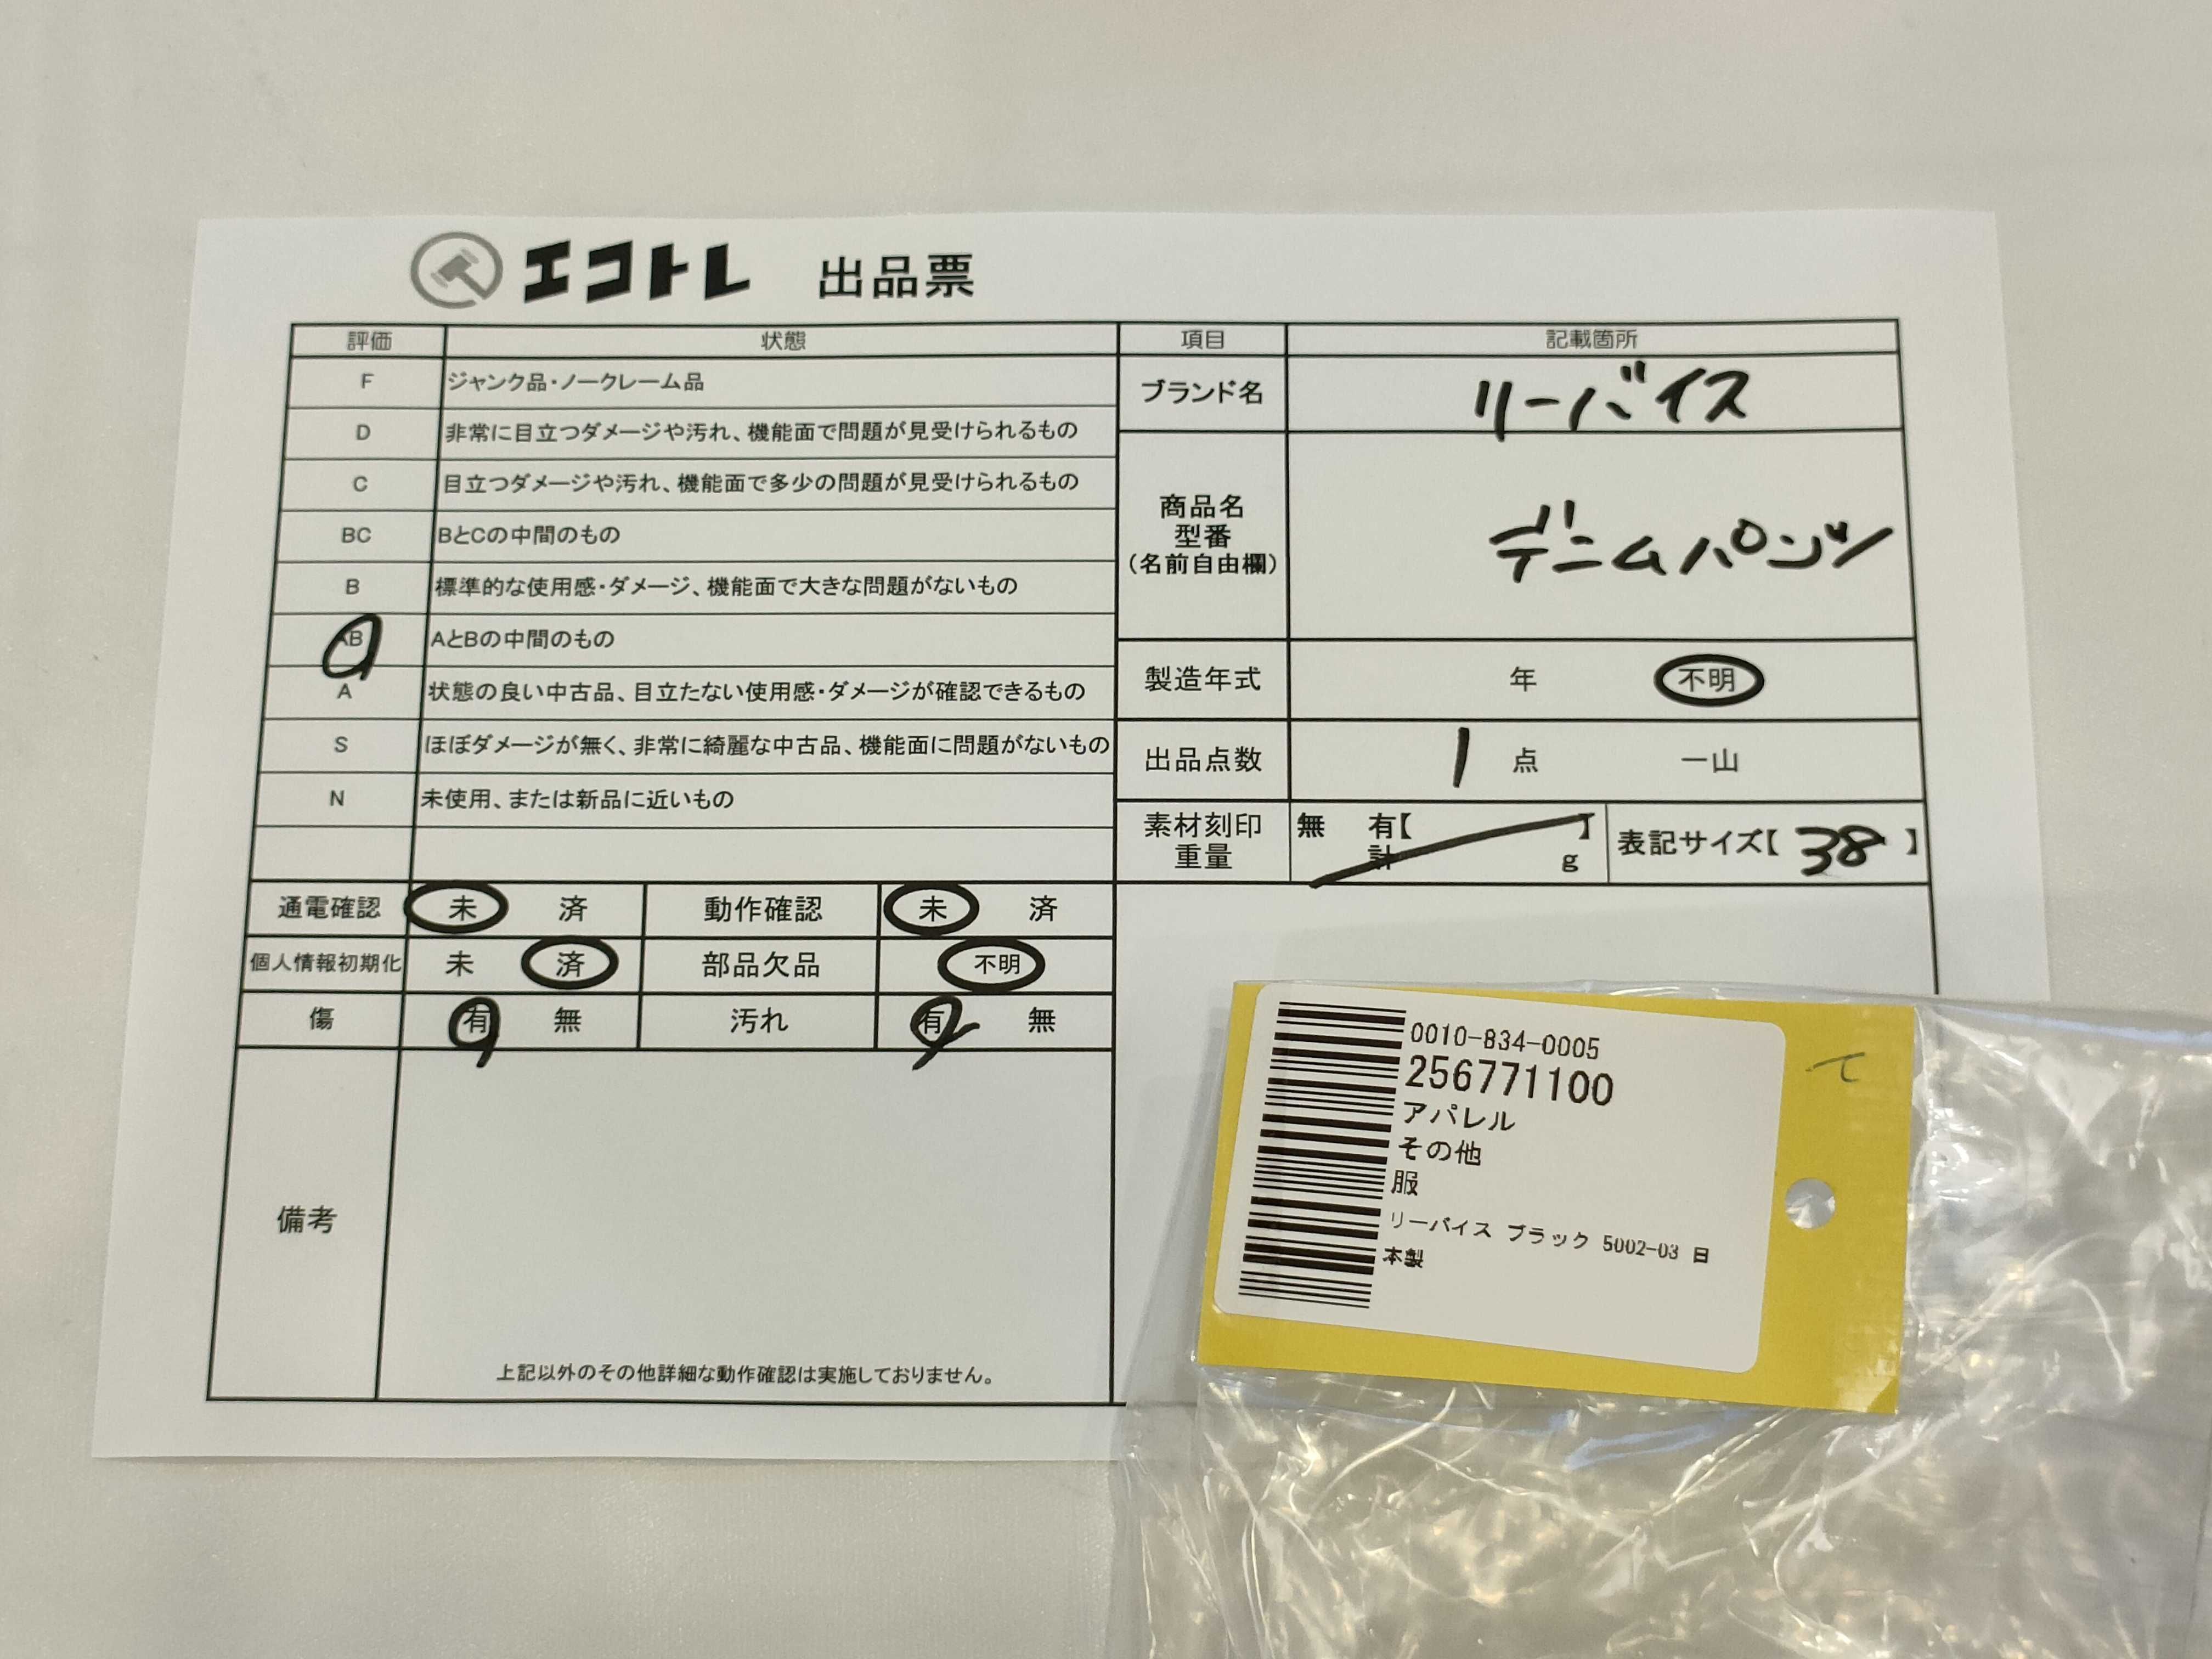 エコトレ 出品票
評価 状態 項目 記載箇所
F ジャンク品・ノークレーム品
D 非常に目立つダメージや汚れ、機能面で問題が見受けられるもの
C 目立つダメージや汚れ、機能面で多少の問題が見受けられるもの
BC BとCの中間のもの
B 標準的な使用感・ダメージ、機能面で大きな問題がないもの
AB AとBの中間のもの
A 状態の良い中古品、目立たない使用感・ダメージが確認できるもの
S ほぼダメージが無く、非常に綺麗な中古品、機能面に問題がないもの
N 未使用、または新品に近いもの
ブランド名 リーバイス
商品名
型番
(名前自由欄)
デニムパンツ
製造年式 年 不明
出品点数 1 点 一山
素材刻印 無 有【 】
重量 計 g
表記サイズ【 38 】
通電確認 未 済 動作確認 未 済
個人情報初期化 未 済 部品欠品 不明
傷 有 無 汚れ 有 無
備考
上記以外のその他詳細な動作確認は実施しておりません。
0010-834-0005
256771100
アパレル
その他
服
リーバイス ブラック 5002-03 日
本製
て